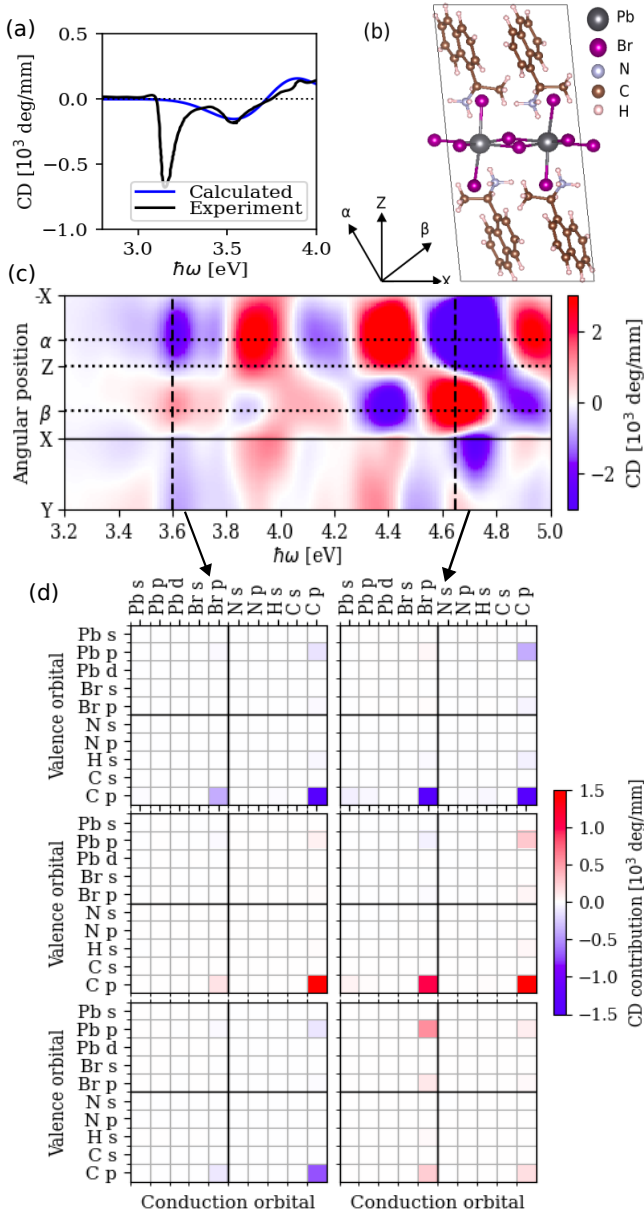 (a)
0.5
0.0
−0.5
−1.0
CD [10³ deg/mm]
Calculated
Experiment
3.0
3.5
4.0
ħω [eV]
(b)
Pb
Br
N
C
H
α
Z
β
X
(c)
-X
α
Z
β
X
Y
Angular position
3.2
3.4
3.6
3.8
4.0
4.2
4.4
4.6
4.8
5.0
ħω [eV]
2
0
−2
CD [10³ deg/mm]
(d)
Pb s
Pb p
Pb d
Br s
Br p
N s
N p
H s
C s
C p
Pb s
Pb p
Pb d
Br s
Br p
N s
N p
H s
C s
C p
Valence orbital
Pb s
Pb p
Pb d
Br s
Br p
N s
N p
H s
C s
C p
Valence orbital
Pb s
Pb p
Pb d
Br s
Br p
N s
N p
H s
C s
C p
Valence orbital
Pb s
Pb p
Pb d
Br s
Br p
N s
N p
H s
C s
C p
Conduction orbital
Conduction orbital
1.5
1.0
0.5
0.0
−0.5
−1.0
−1.5
CD contribution [10³ deg/mm]